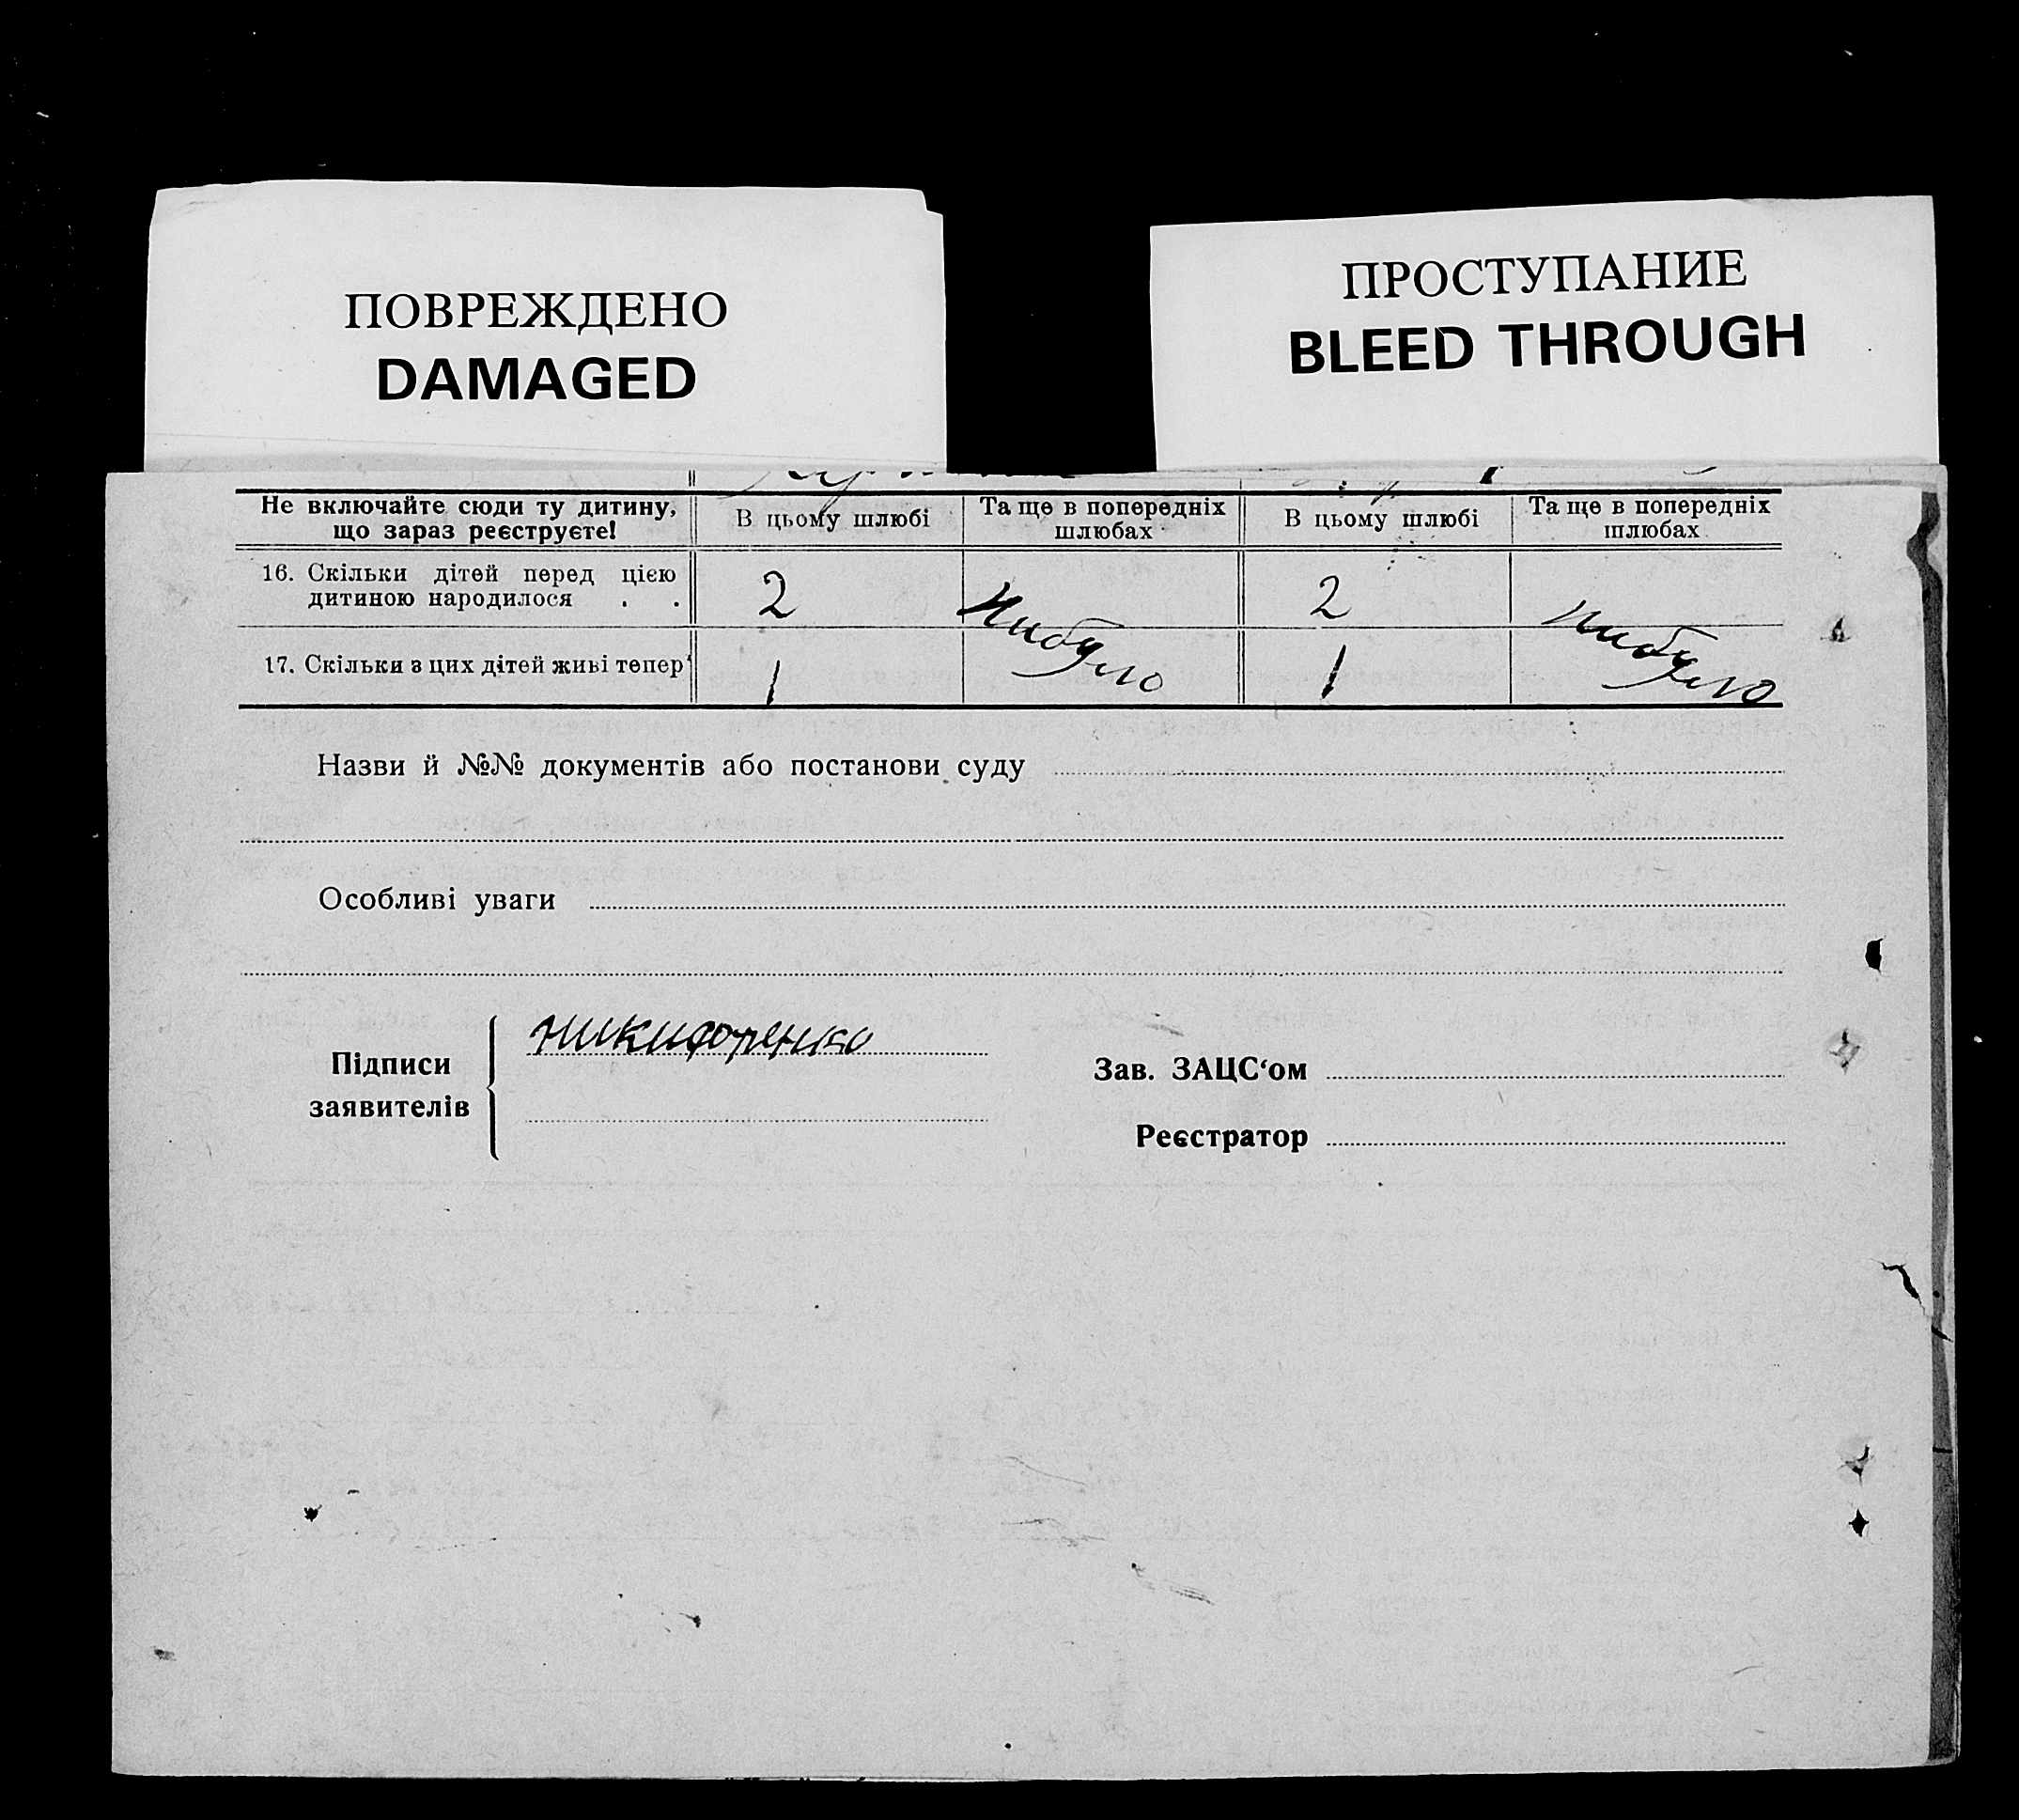 ПОВРЕЖДЕНО
DAMAGED
ПРОСТУПАНИЕ
BLEED THROUGH
Не включайте сюди ту дитину, що зараз реєструєте!
В цьому шлюбі
Та ще в попередніх шлюбах
В цьому шлюбі
Та ще в попередніх шлюбах
16. Скільки дітей перед цією дитиною народилося . .
2
нибуло
2
нибуло
17. Скільки з цих дітей живі тепер
1
1
Назви й №№ документів або постанови суду
Особливі уваги
Підписи заявителів
никифоренко
Зав. ЗАЦС‘ом
Реєстратор